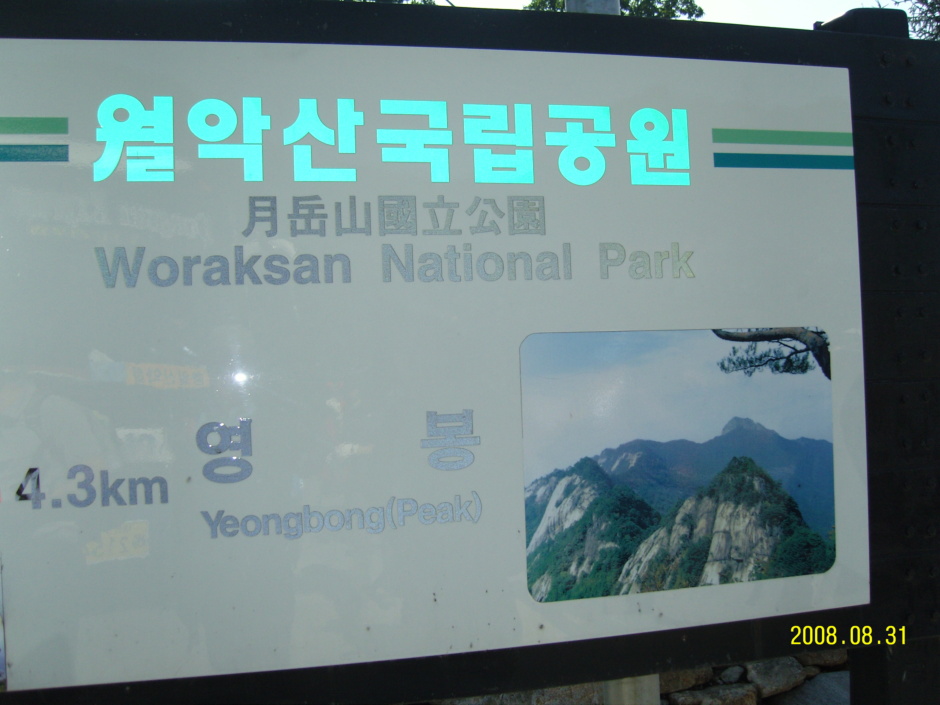 월악산국립공원
月岳山國立公園
Woraksan National Park
영 봉
4.3km
Yeongbong(Peak)
2008.08.31